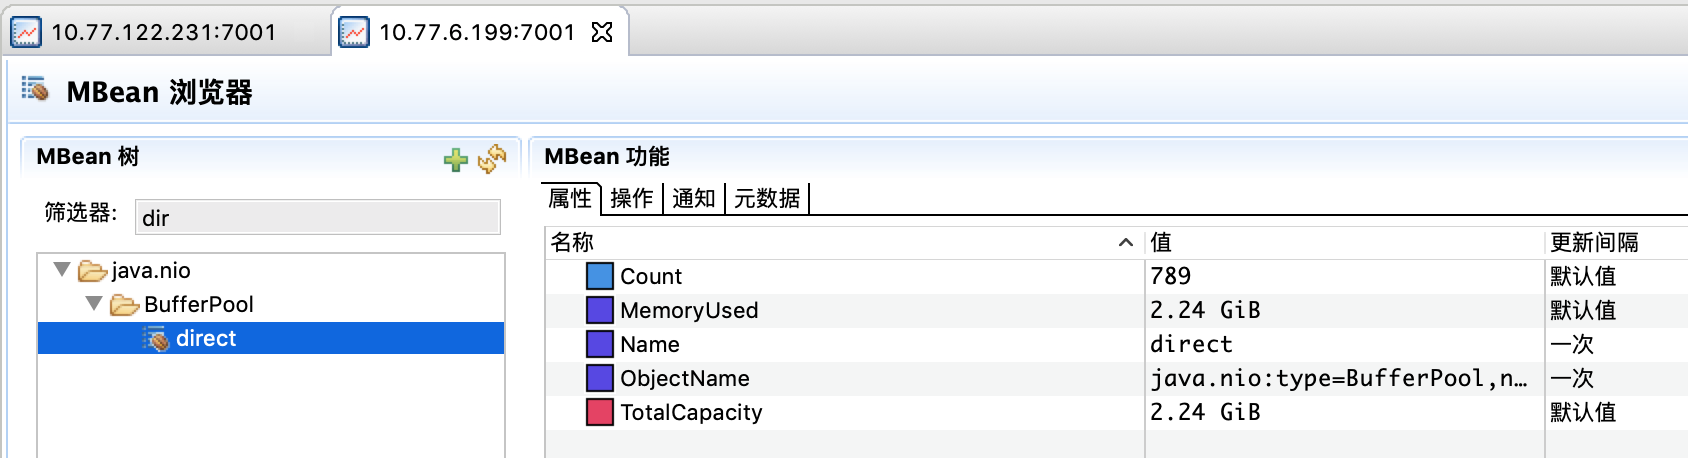 10.77.122.231:7001
10.77.6.199:7001
MBean 浏览器
MBean 树
筛选器:
dir
java.nio
BufferPool
direct
MBean 功能
属性 操作 通知 元数据
名称 值 更新间隔
Count 789 默认值
MemoryUsed 2.24 GiB 默认值
Name direct 一次
ObjectName java.nio:type=BufferPool,n... 一次
TotalCapacity 2.24 GiB 默认值